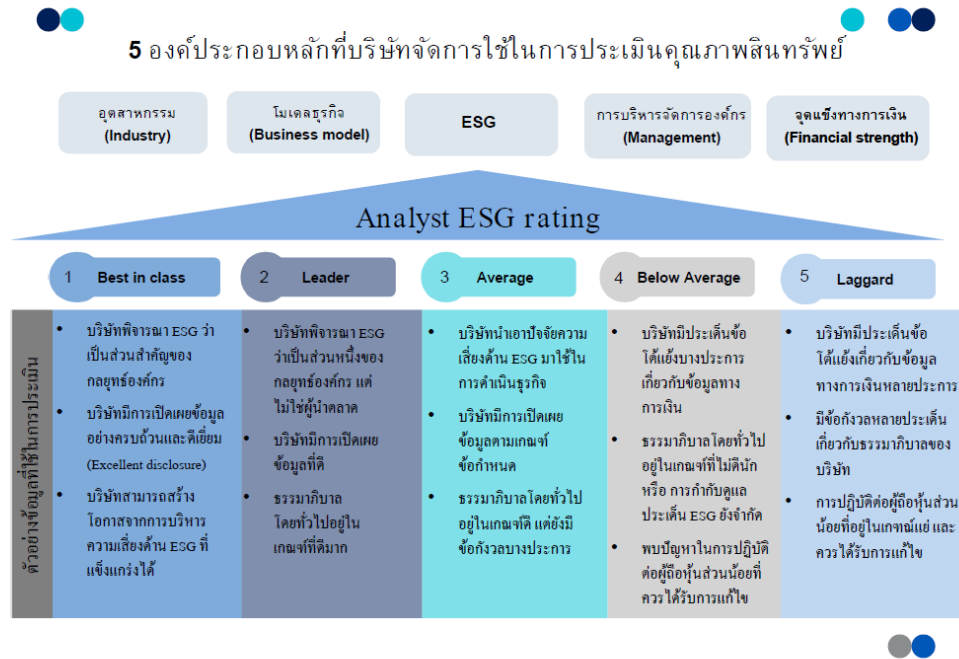 5 องค์ประกอบหลักที่บริษัทจัดการใช้ในการประเมินคุณภาพสินทรัพย์
อุตสาหกรรม
(Industry)
โมเดลธุรกิจ
(Business model)
ESG
การบริหารจัดการองค์กร
(Management)
จุดแข็งทางการเงิน
(Financial strength)
Analyst ESG rating
1 Best in class
2 Leader
3 Average
4 Below Average
5 Laggard
ตัวอย่างข้อมูลที่ใช้ในการประเมิน
• บริษัทพิจารณา ESG ว่า
เป็นส่วนสำคัญของ
กลยุทธ์องค์กร
• บริษัทมีการเปิดเผยข้อมูล
อย่างครบถ้วนและดีเยี่ยม
(Excellent disclosure)
• บริษัทสามารถสร้าง
โอกาสจากการบริหาร
ความเสี่ยงด้าน ESG ที่
แข็งแกร่งได้
• บริษัทพิจารณา ESG
ว่าเป็นส่วนหนึ่งของ
กลยุทธ์องค์กร แต่
ไม่ใช่ผู้นำตลาด
• บริษัทมีการเปิดเผย
ข้อมูลที่ดี
• ธรรมาภิบาล
โดยทั่วไปอยู่ใน
เกณฑ์ที่ดีมาก
• บริษัทนำเอาปัจจัยความ
เสี่ยงด้าน ESG มาใช้ใน
การดำเนินธุรกิจ
• บริษัทมีการเปิดเผย
ข้อมูลตามเกณฑ์
ข้อกำหนด
• ธรรมาภิบาลโดยทั่วไป
อยู่ในเกณฑ์ดี แต่ยังมี
ข้อกังวลบางประการ
• บริษัทมีประเด็นข้อ
โต้แย้งบางประการ
เกี่ยวกับข้อมูลทาง
การเงิน
• ธรรมาภิบาลโดยทั่วไป
อยู่ในเกณฑ์ที่ไม่ดีนัก
หรือ การกำกับดูแล
ประเด็น ESG ยังจำกัด
• พบปัญหาในการปฏิบัติ
ต่อผู้ถือหุ้นส่วนน้อยที่
ควรได้รับการแก้ไข
• บริษัทมีประเด็นข้อ
โต้แย้งเกี่ยวกับข้อมูล
ทางการเงินหลายประการ
• มีข้อกังวลหลายประเด็น
เกี่ยวกับธรรมาภิบาลของ
บริษัท
• การปฏิบัติต่อผู้ถือหุ้นส่วน
น้อยที่อยู่ในเกฑณ์แย่ และ
ควรได้รับการแก้ไข